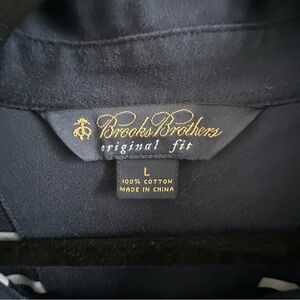 Brooks Brothers
original fit
L
100% COTTON
MADE IN CHINA